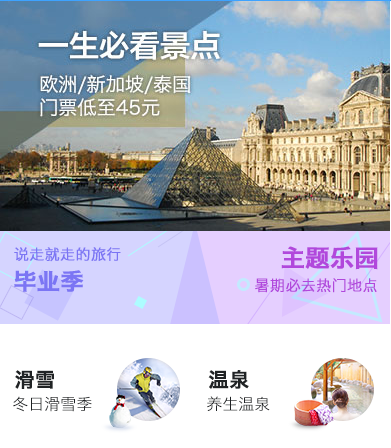 一生必看景点
欧洲/新加坡/泰国
门票低至45元
说走就走的旅行
毕业季
主题乐园
暑期必去热门地点
滑雪
冬日滑雪季
温泉
养生温泉